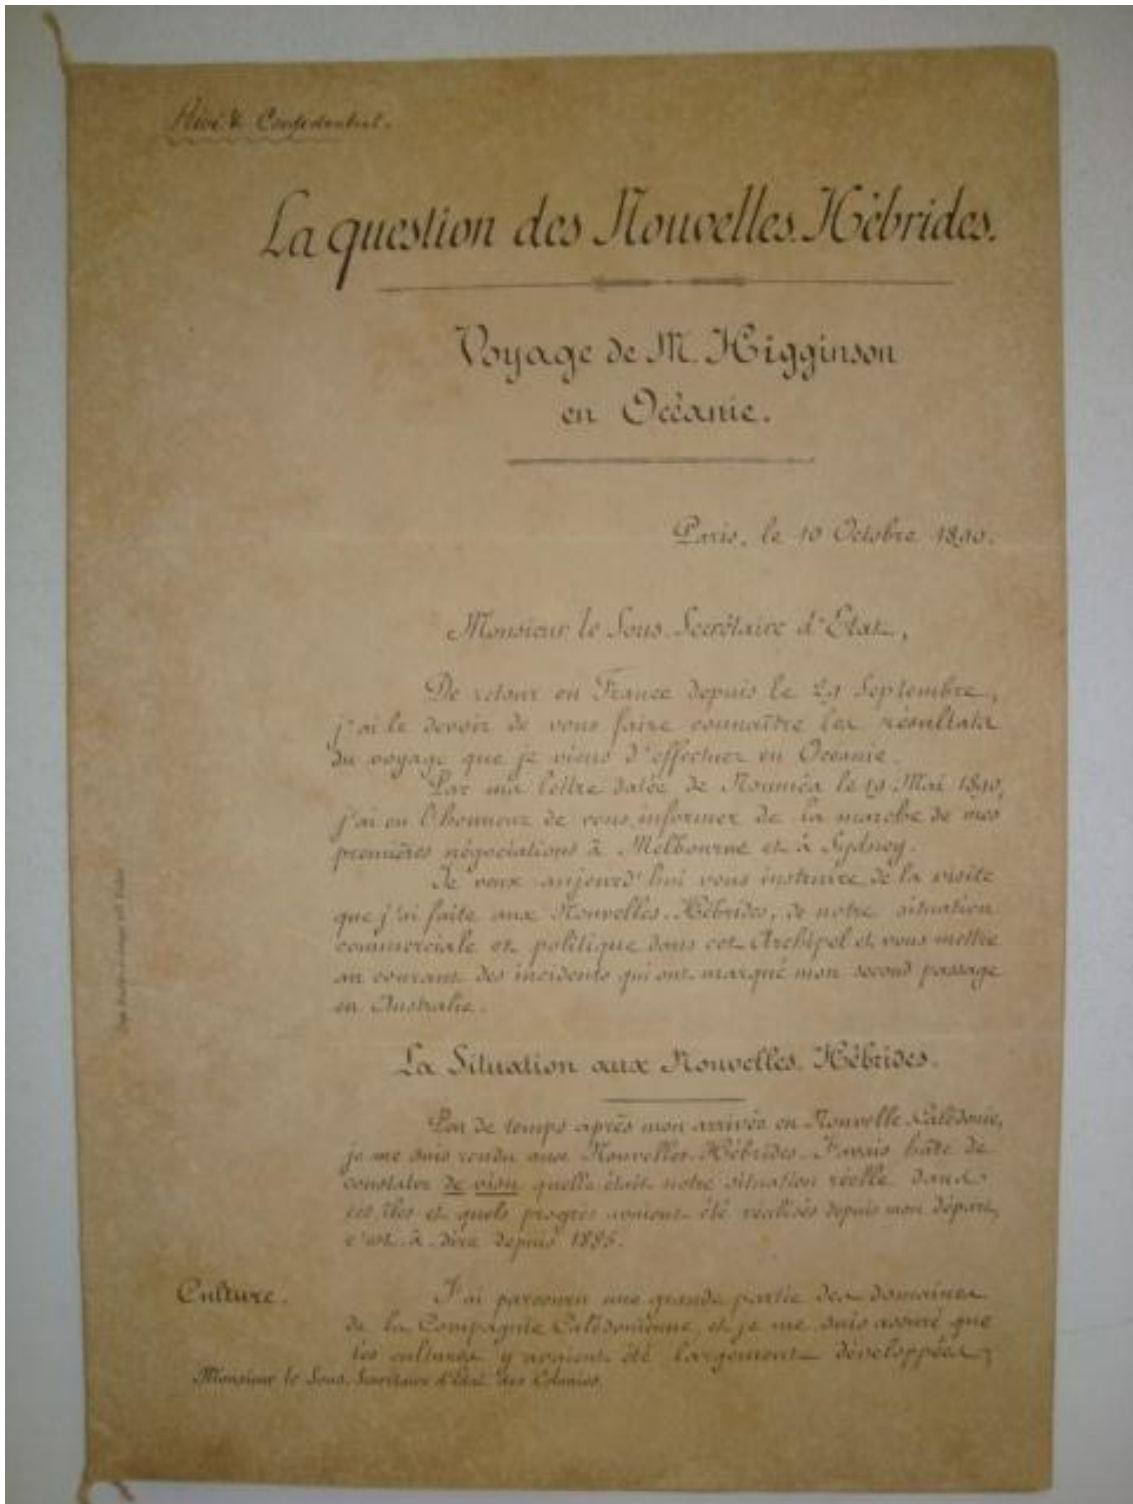 Privé & Confidentiel.
La question des Nouvelles-Hébrides.
Voyage de M. Higginson
en Océanie.
Paris, le 10 Octobre 1890.
Monsieur le Sous-Secrétaire d'Etat,
De retour en France depuis le 29 Septembre,
j'ai le devoir de vous faire connaître les résultats
du voyage que je viens d'effectuer en Océanie.
Par ma lettre datée de Nouméa le 19 Mai 1890,
j'ai eu l'honneur de vous informer de la marche de mes
premières négociations à Melbourne et à Sydney.
Je veux aujourd'hui vous instruire de la visite
que j'ai faite aux Nouvelles-Hébrides, de notre situation
commerciale et politique dans cet Archipel et vous mettre
au courant des incidents qui ont marqué mon second passage
en Australie.
La Situation aux Nouvelles-Hébrides.
Peu de temps après mon arrivée en Nouvelle Calédonie,
je me suis rendu aux Nouvelles-Hébrides. J'avais hâte de
constater de visu quelle était notre situation réelle dans
ces îles et quels progrès avaient été réalisés depuis mon départ,
c'est-à-dire depuis 1885.
Culture.
J'ai parcouru une grande partie des domaines
de la Compagnie Calédonienne, et je me suis assuré que
les cultures y avaient été largement développées,
Monsieur le Sous-Secrétaire d'Etat des Colonies.